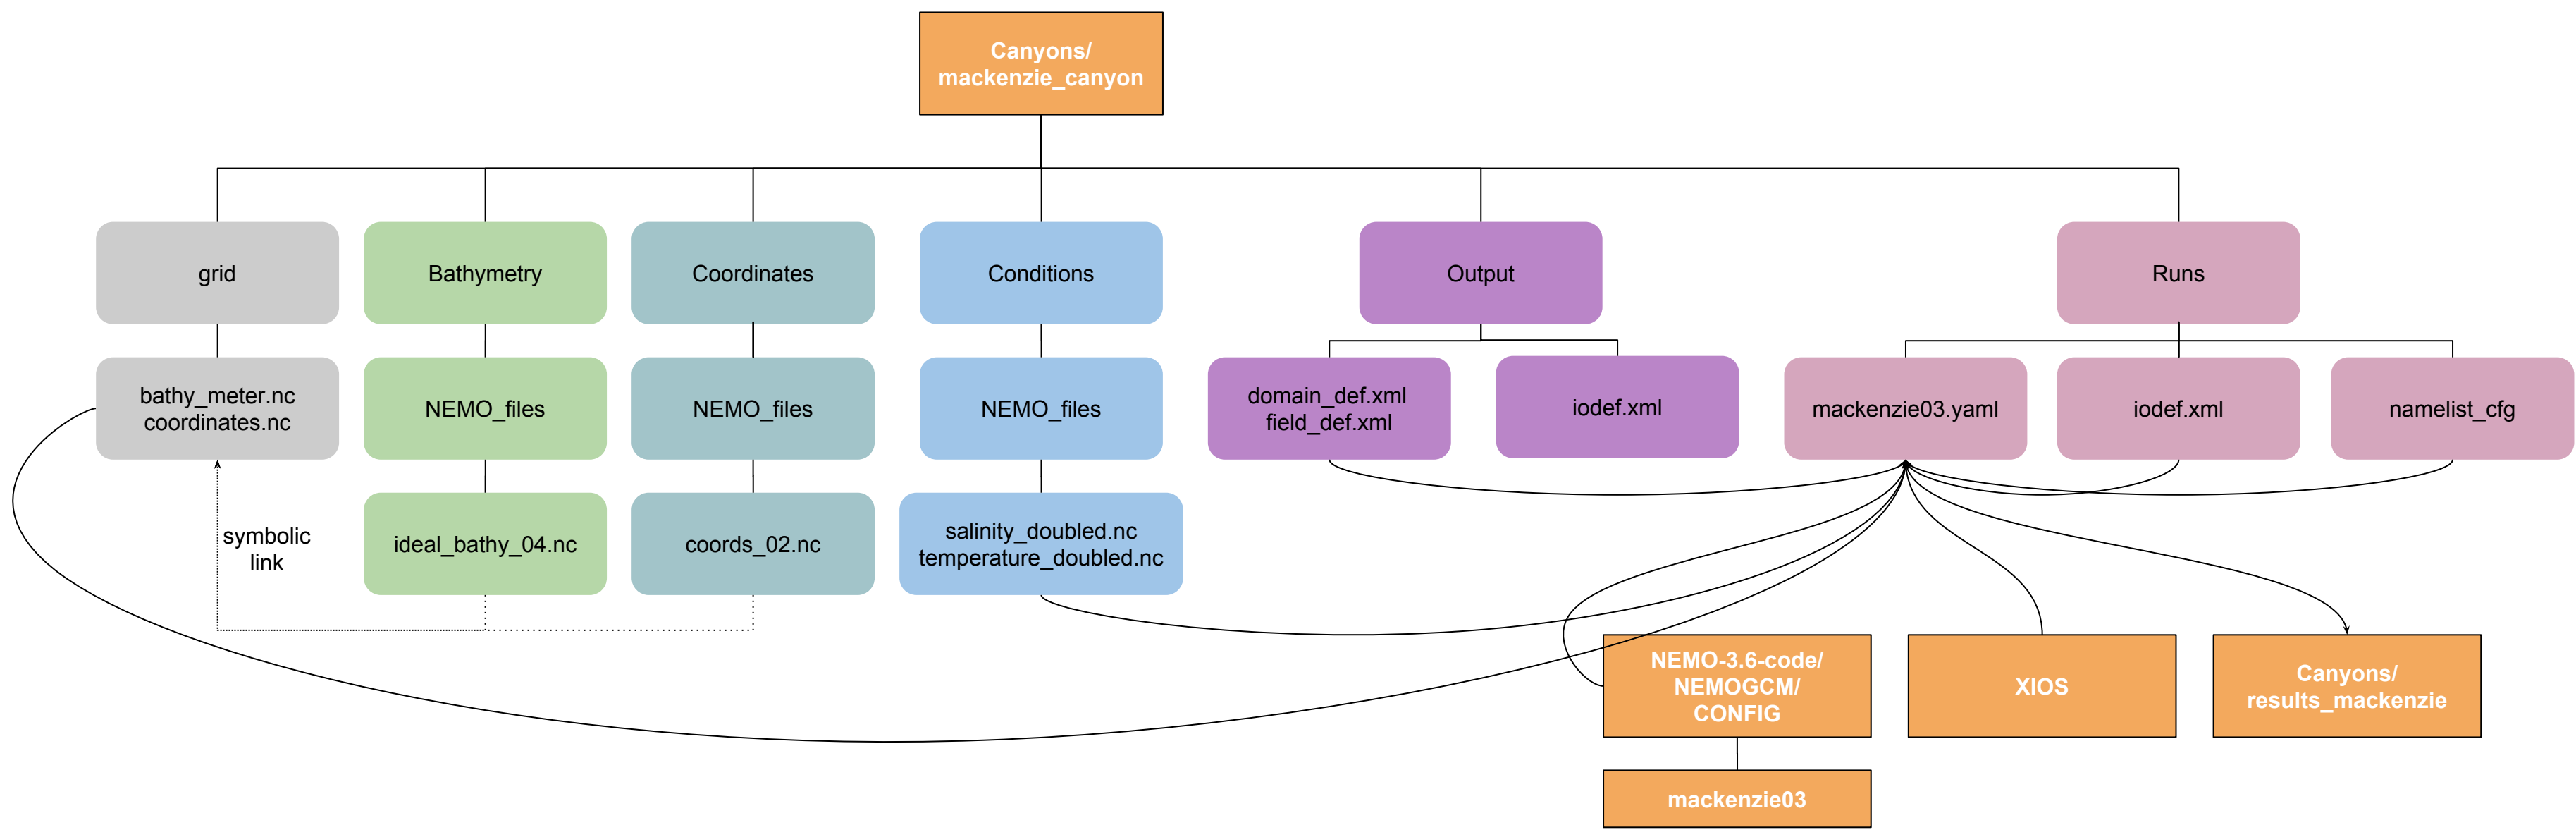 Canyons/
mackenzie_canyon
grid
Bathymetry
Coordinates
Conditions
Output
Runs
bathy_meter.nc
coordinates.nc
NEMO_files
NEMO_files
NEMO_files
domain_def.xml
field_def.xml
iodef.xml
mackenzie03.yaml
iodef.xml
namelist_cfg
symbolic
link
ideal_bathy_04.nc
coords_02.nc
salinity_doubled.nc
temperature_doubled.nc
NEMO-3.6-code/
NEMOGCM/
CONFIG
XIOS
Canyons/
results_mackenzie
mackenzie03